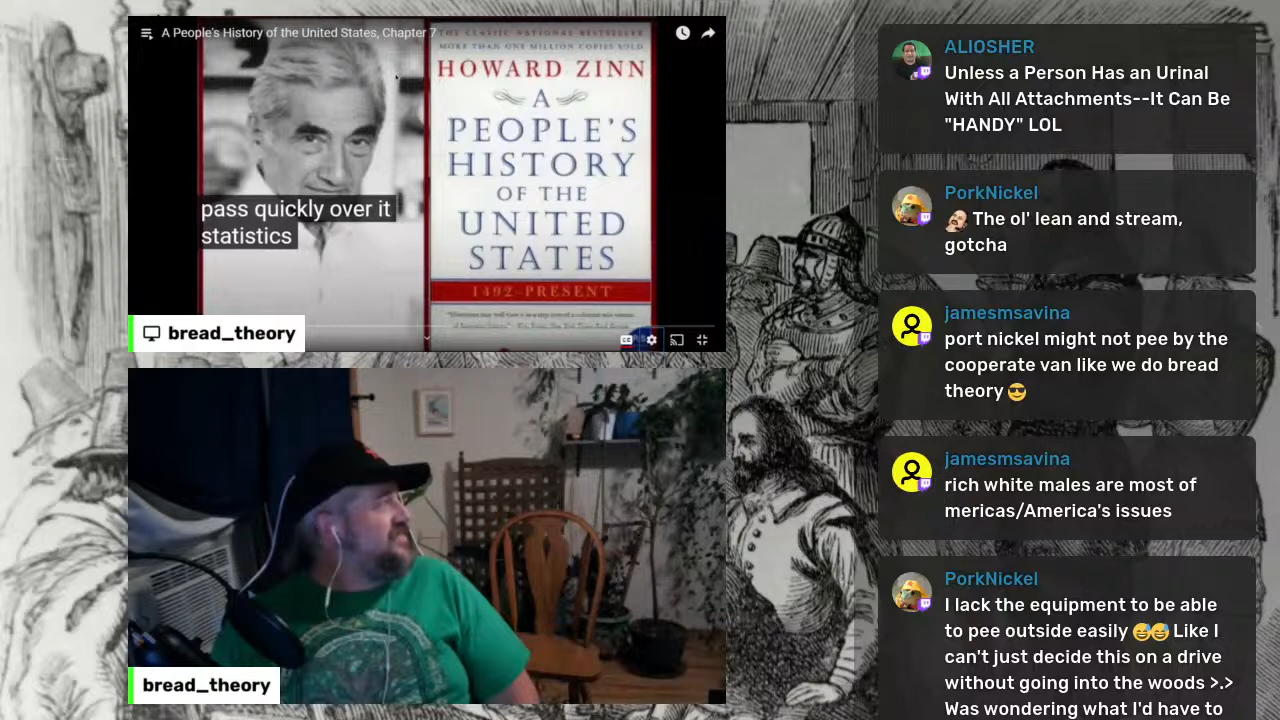 A People's History of the United States, Chapter 7
THE CLASSIC NATIONAL BESTSELLER
MORE THAN ONE MILLION COPIES SOLD
HOWARD ZINN
A
PEOPLE'S
HISTORY
OF THE
UNITED
STATES
1492–PRESENT
pass quickly over it
statistics
bread_theory
bread_theory
ALIOSHER
Unless a Person Has an Urinal
With All Attachments--It Can Be
"HANDY" LOL
PorkNickel
The ol' lean and stream,
gotcha
jamesmsavina
port nickel might not pee by the
cooperate van like we do bread
theory 😎
jamesmsavina
rich white males are most of
mericas/America's issues
PorkNickel
I lack the equipment to be able
to pee outside easily 😅😅 Like I
can't just decide this on a drive
without going into the woods >.>
Was wondering what I'd have to